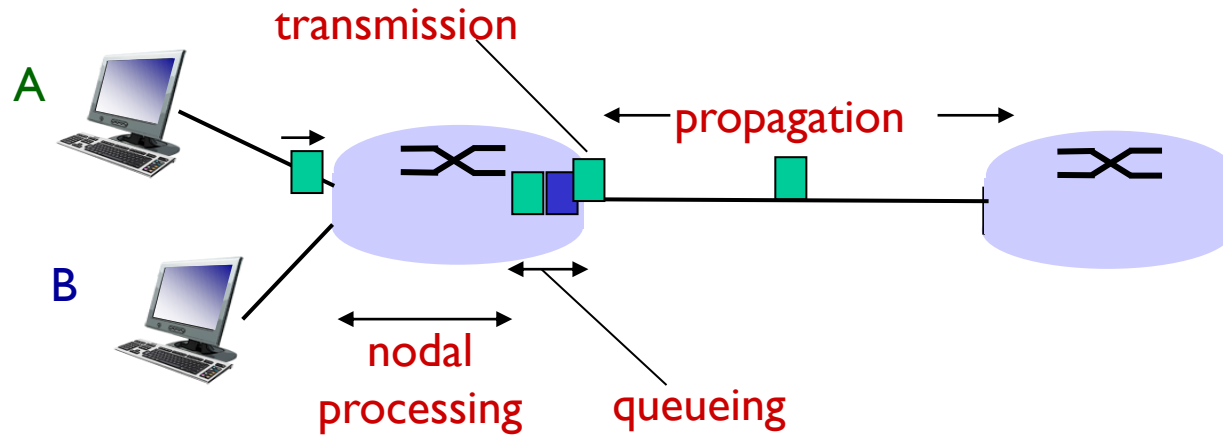 transmission
A
propagation
B
nodal
processing
queueing